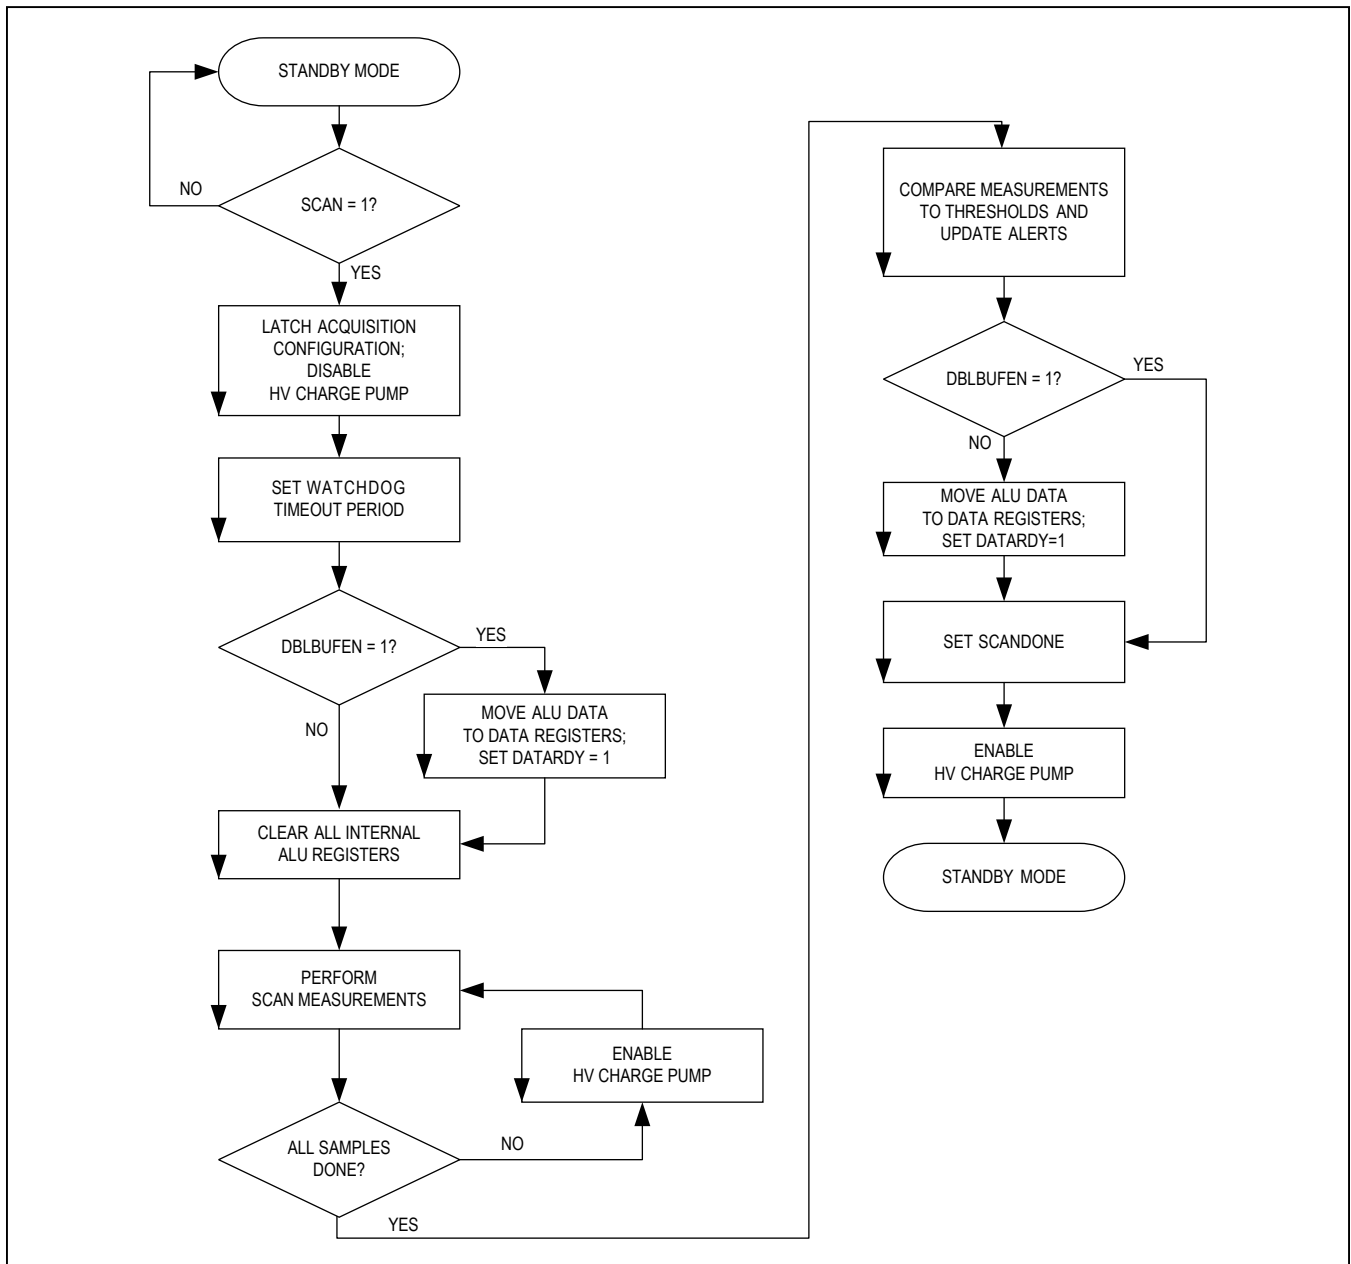 STANDBY MODE
SCAN = 1?
NO
YES
LATCH ACQUISITION
CONFIGURATION;
DISABLE
HV CHARGE PUMP
SET WATCHDOG
TIMEOUT PERIOD
DBLBUFEN = 1?
YES
NO
MOVE ALU DATA
TO DATA REGISTERS;
SET DATARDY = 1
CLEAR ALL INTERNAL
ALU REGISTERS
PERFORM
SCAN MEASUREMENTS
ENABLE
HV CHARGE PUMP
ALL SAMPLES
DONE?
NO
YES
COMPARE MEASUREMENTS
TO THRESHOLDS AND
UPDATE ALERTS
DBLBUFEN = 1?
YES
NO
MOVE ALU DATA
TO DATA REGISTERS;
SET DATARDY=1
SET SCANDONE
ENABLE
HV CHARGE PUMP
STANDBY MODE